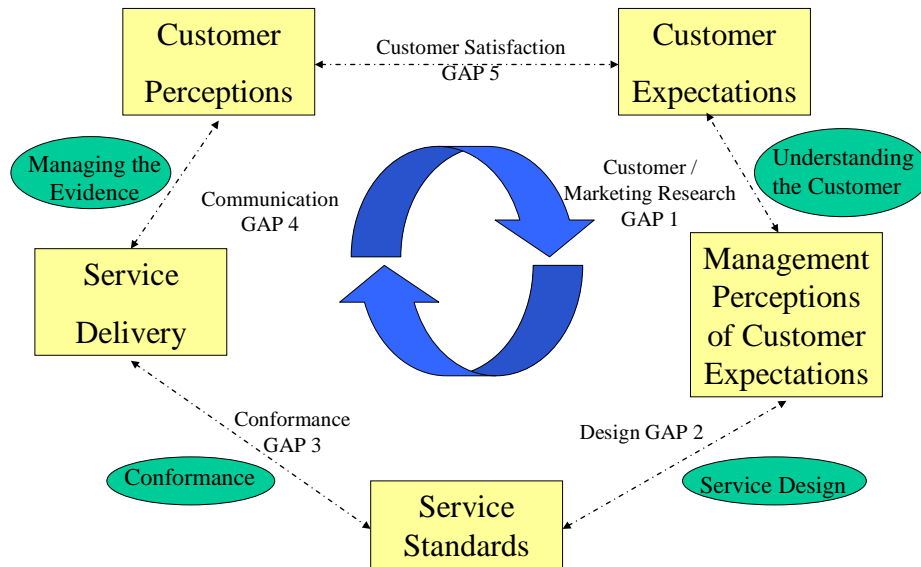 Customer
Perceptions
Customer Satisfaction
GAP 5
Customer
Expectations
Managing the
Evidence
Understanding
the Customer
Customer /
Marketing Research
GAP 1
Communication
GAP 4
Service
Delivery
Management
Perceptions
of Customer
Expectations
Conformance
GAP 3
Design GAP 2
Conformance
Service Design
Service
Standards